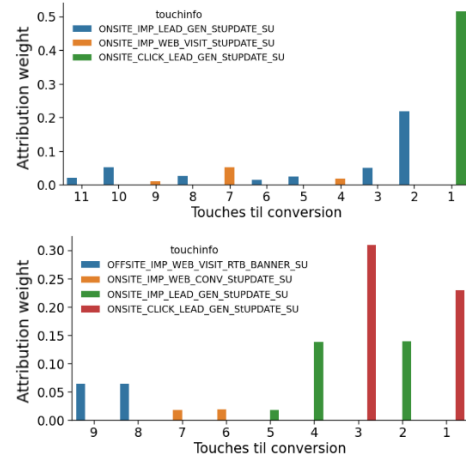 touchinfo
ONSITE_IMP_LEAD_GEN_StUPDATE_SU
ONSITE_IMP_WEB_VISIT_StUPDATE_SU
ONSITE_CLICK_LEAD_GEN_StUPDATE_SU
Attribution weight
0.5
0.4
0.3
0.2
0.1
0.0
11 10 9 8 7 6 5 4 3 2 1
Touches til conversion
touchinfo
OFFSITE_IMP_WEB_VISIT_RTB_BANNER_SU
ONSITE_IMP_WEB_CONV_StUPDATE_SU
ONSITE_IMP_LEAD_GEN_StUPDATE_SU
ONSITE_CLICK_LEAD_GEN_StUPDATE_SU
Attribution weight
0.30
0.25
0.20
0.15
0.10
0.05
0.00
9 8 7 6 5 4 3 2 1
Touches til conversion